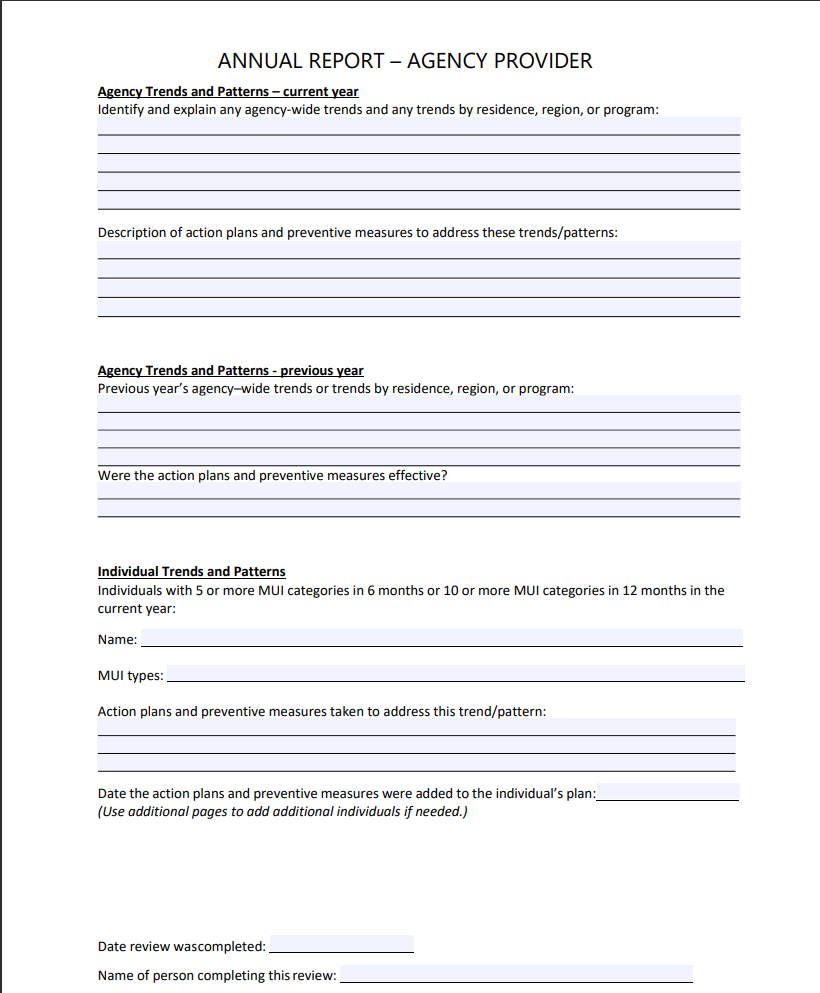 ANNUAL REPORT – AGENCY PROVIDER
Agency Trends and Patterns – current year
Identify and explain any agency-wide trends and any trends by residence, region, or program:
Description of action plans and preventive measures to address these trends/patterns:
Agency Trends and Patterns - previous year
Previous year’s agency–wide trends or trends by residence, region, or program:
Were the action plans and preventive measures effective?
Individual Trends and Patterns
Individuals with 5 or more MUI categories in 6 months or 10 or more MUI categories in 12 months in the
current year:
Name:
MUI types:
Action plans and preventive measures taken to address this trend/pattern:
Date the action plans and preventive measures were added to the individual’s plan:
(Use additional pages to add additional individuals if needed.)
Date review wascompleted:
Name of person completing this review: